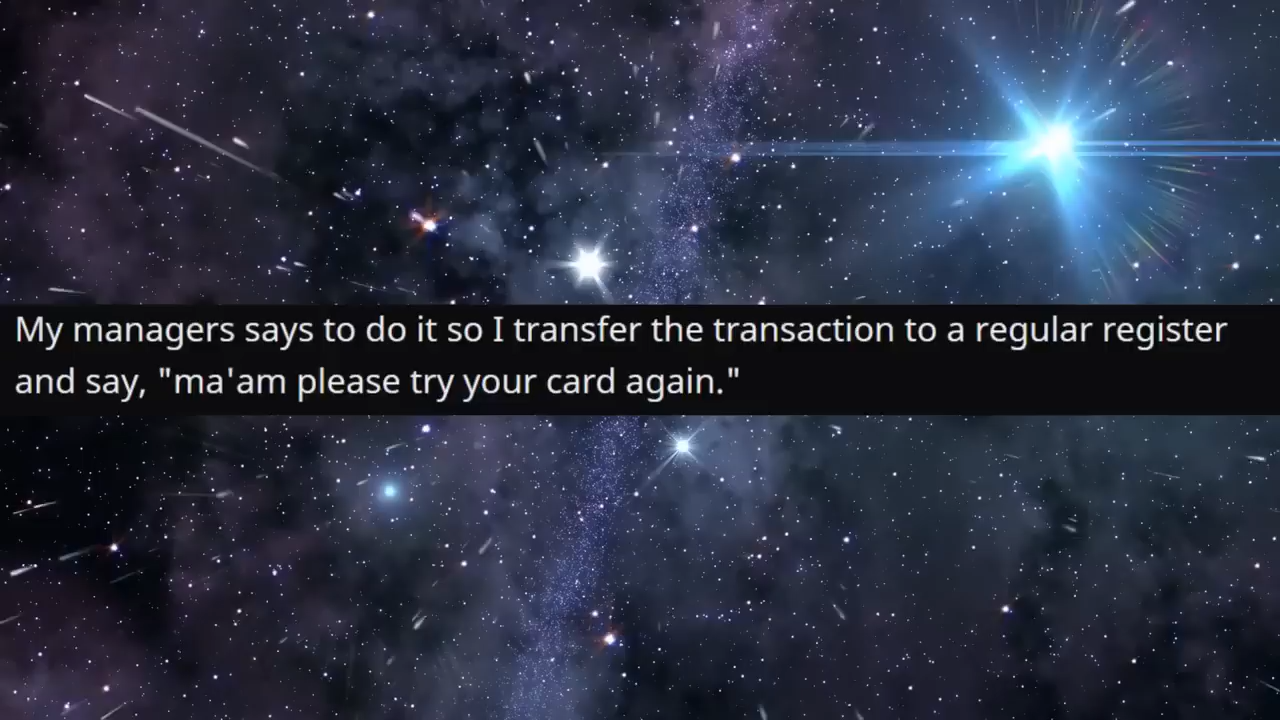 My managers says to do it so I transfer the transaction to a regular register
and say, "ma'am please try your card again."